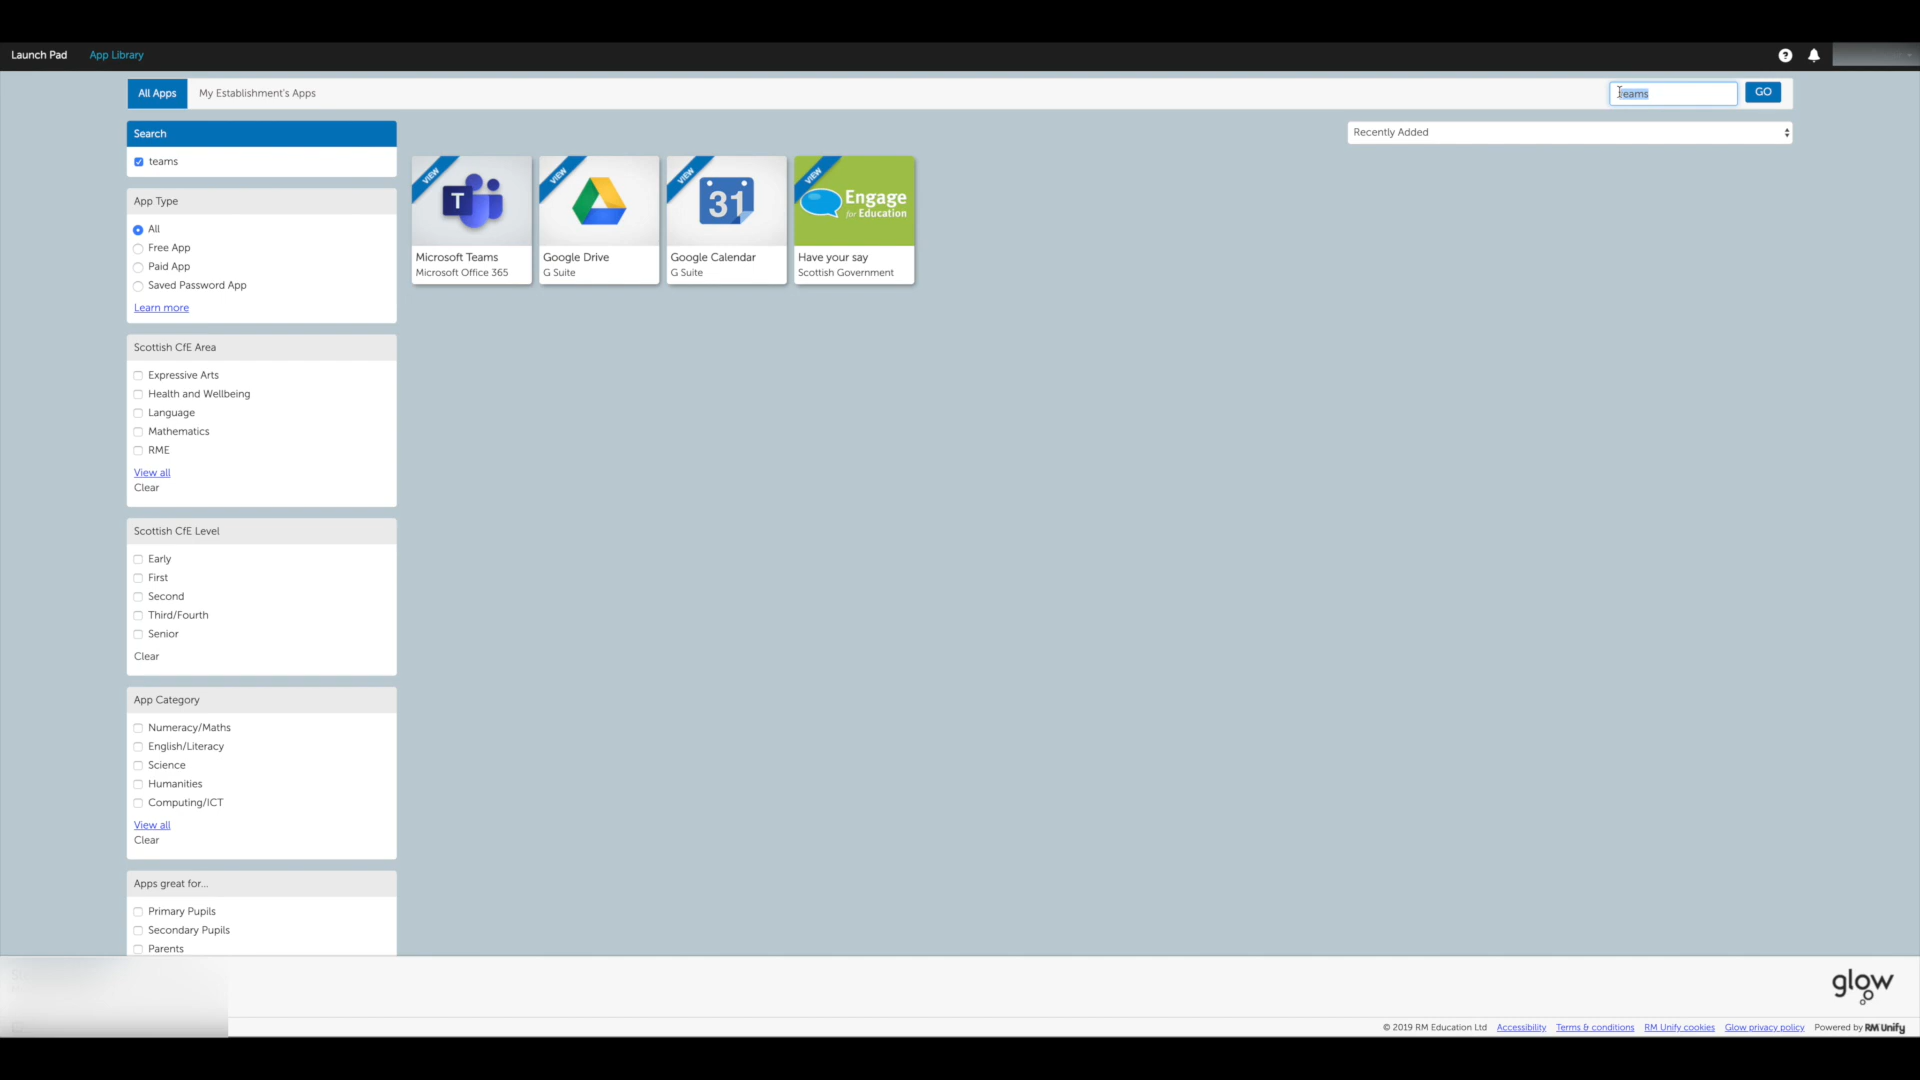 Launch Pad
App Library
?
All Apps
My Establishment's Apps
teams
GO
Search
teams
Recently Added
App Type
All
Free App
Paid App
Saved Password App
Learn more
VIEW
T
Microsoft Teams
Microsoft Office 365
VIEW
Google Drive
G Suite
VIEW
31
Google Calendar
G Suite
VIEW
Engage
for Education
Have your say
Scottish Government
Scottish CfE Area
Expressive Arts
Health and Wellbeing
Language
Mathematics
RME
View all
Clear
Scottish CfE Level
Early
First
Second
Third/Fourth
Senior
Clear
App Category
Numeracy/Maths
English/Literacy
Science
Humanities
Computing/ICT
View all
Clear
Apps great for...
Primary Pupils
Secondary Pupils
Parents
glow
© 2019 RM Education Ltd Accessibility Terms & conditions RM Unify cookies Glow privacy policy Powered by RM Unify